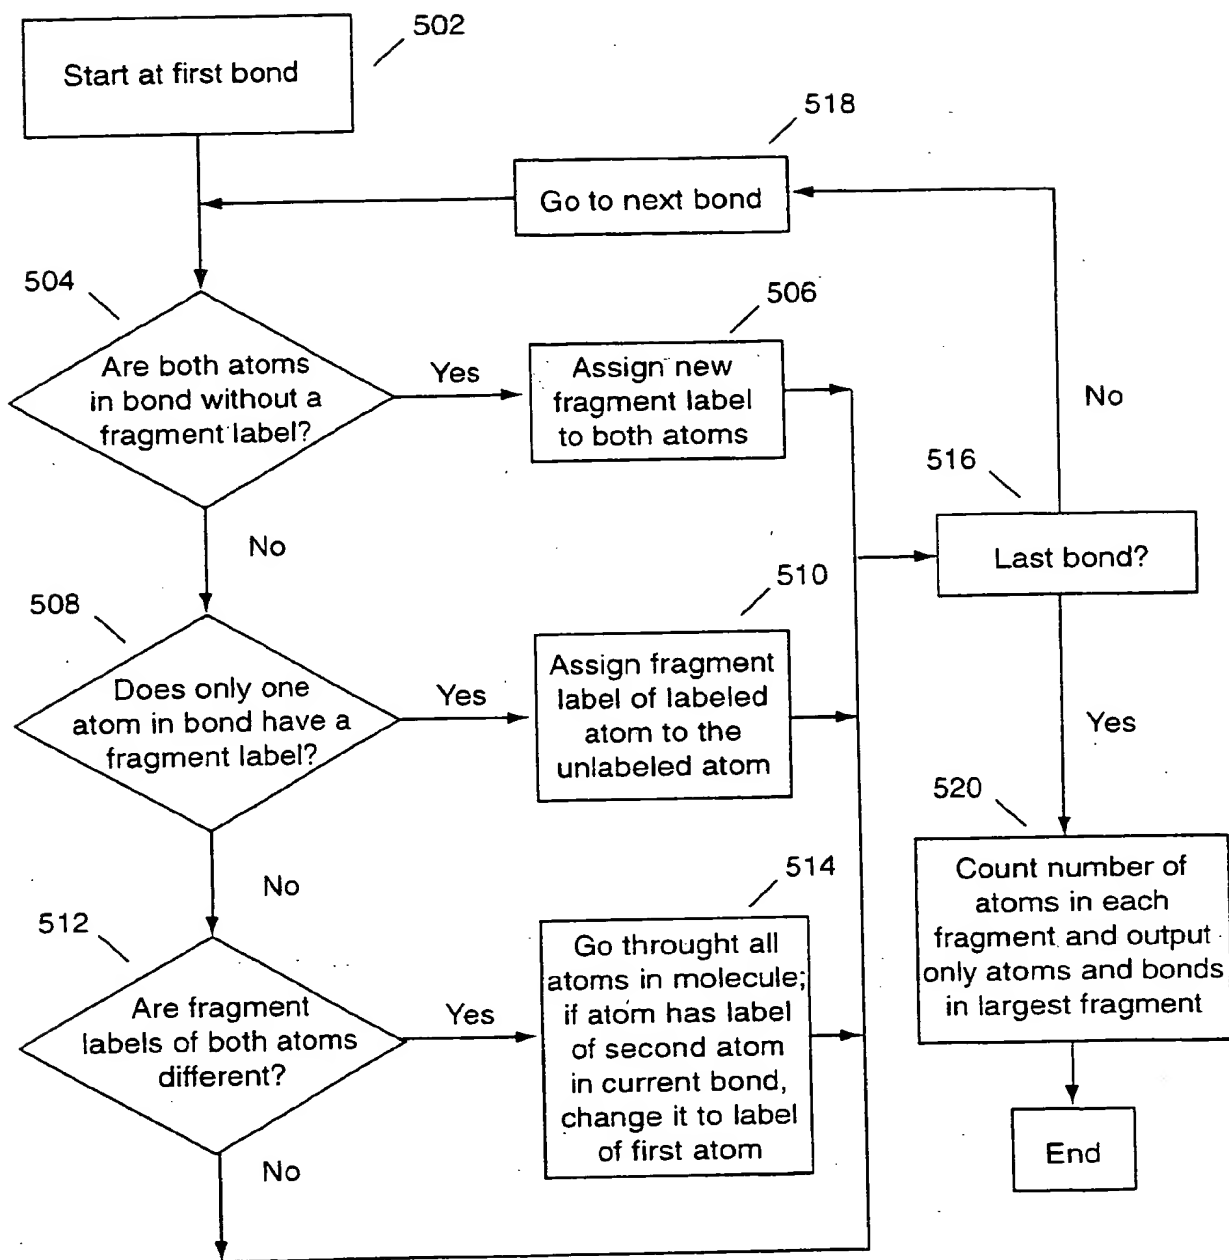 502
Start at first bond
518
Go to next bond
504
Are both atoms
in bond without a
fragment label?
Yes
506
Assign new
fragment label
to both atoms
No
516
Last bond?
No
508
Does only one
atom in bond have a
fragment label?
Yes
510
Assign fragment
label of labeled
atom to the
unlabeled atom
Yes
520
Count number of
atoms in each
fragment and output
only atoms and bonds
in largest fragment
No
512
Are fragment
labels of both atoms
different?
Yes
514
Go throught all
atoms in molecule;
if atom has label
of second atom
in current bond,
change it to label
of first atom
No
End